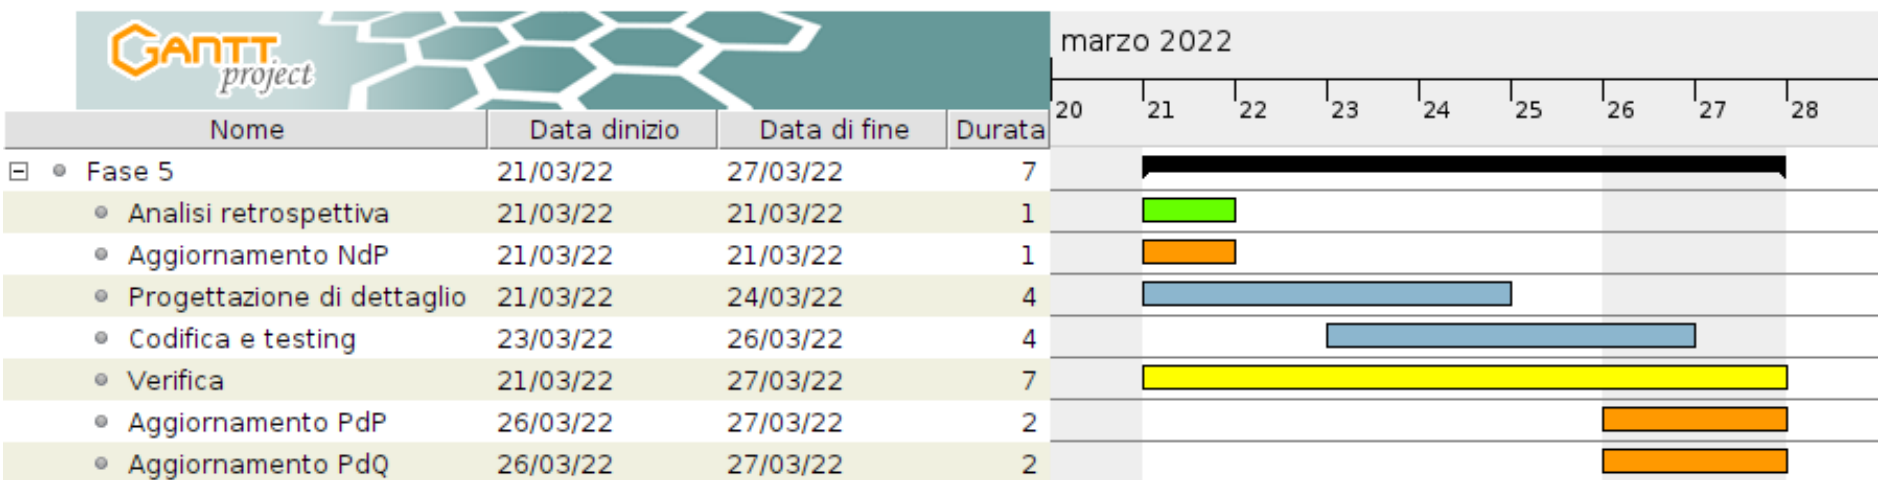 GANTT
project
marzo 2022
20 21 22 23 24 25 26 27 28
Nome Data dinizio Data di fine Durata
Fase 5 21/03/22 27/03/22 7
Analisi retrospettiva 21/03/22 21/03/22 1
Aggiornamento NdP 21/03/22 21/03/22 1
Progettazione di dettaglio 21/03/22 24/03/22 4
Codifica e testing 23/03/22 26/03/22 4
Verifica 21/03/22 27/03/22 7
Aggiornamento PdP 26/03/22 27/03/22 2
Aggiornamento PdQ 26/03/22 27/03/22 2